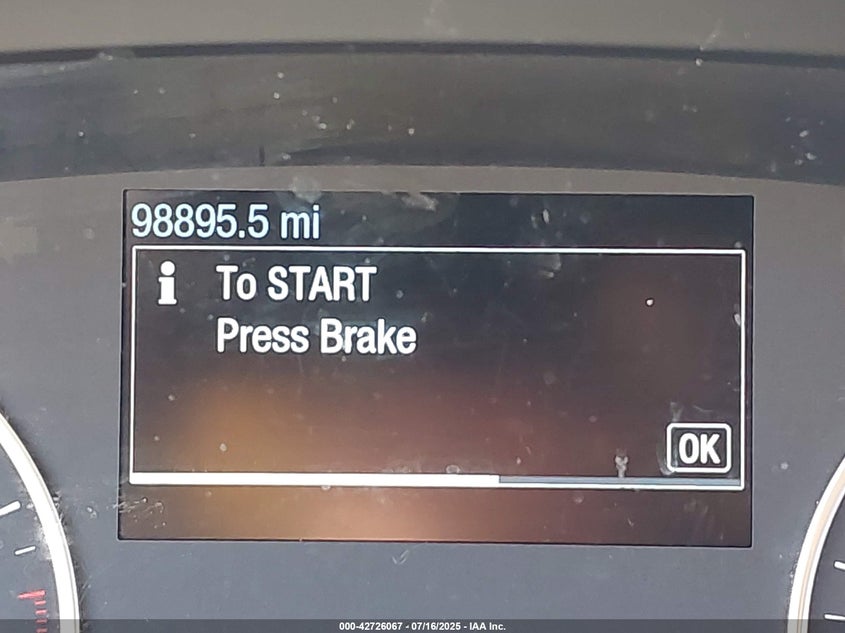 98895.5 mi
i
To START
Press Brake
OK
000-42726067 - 07/16/2025 - IAA Inc.